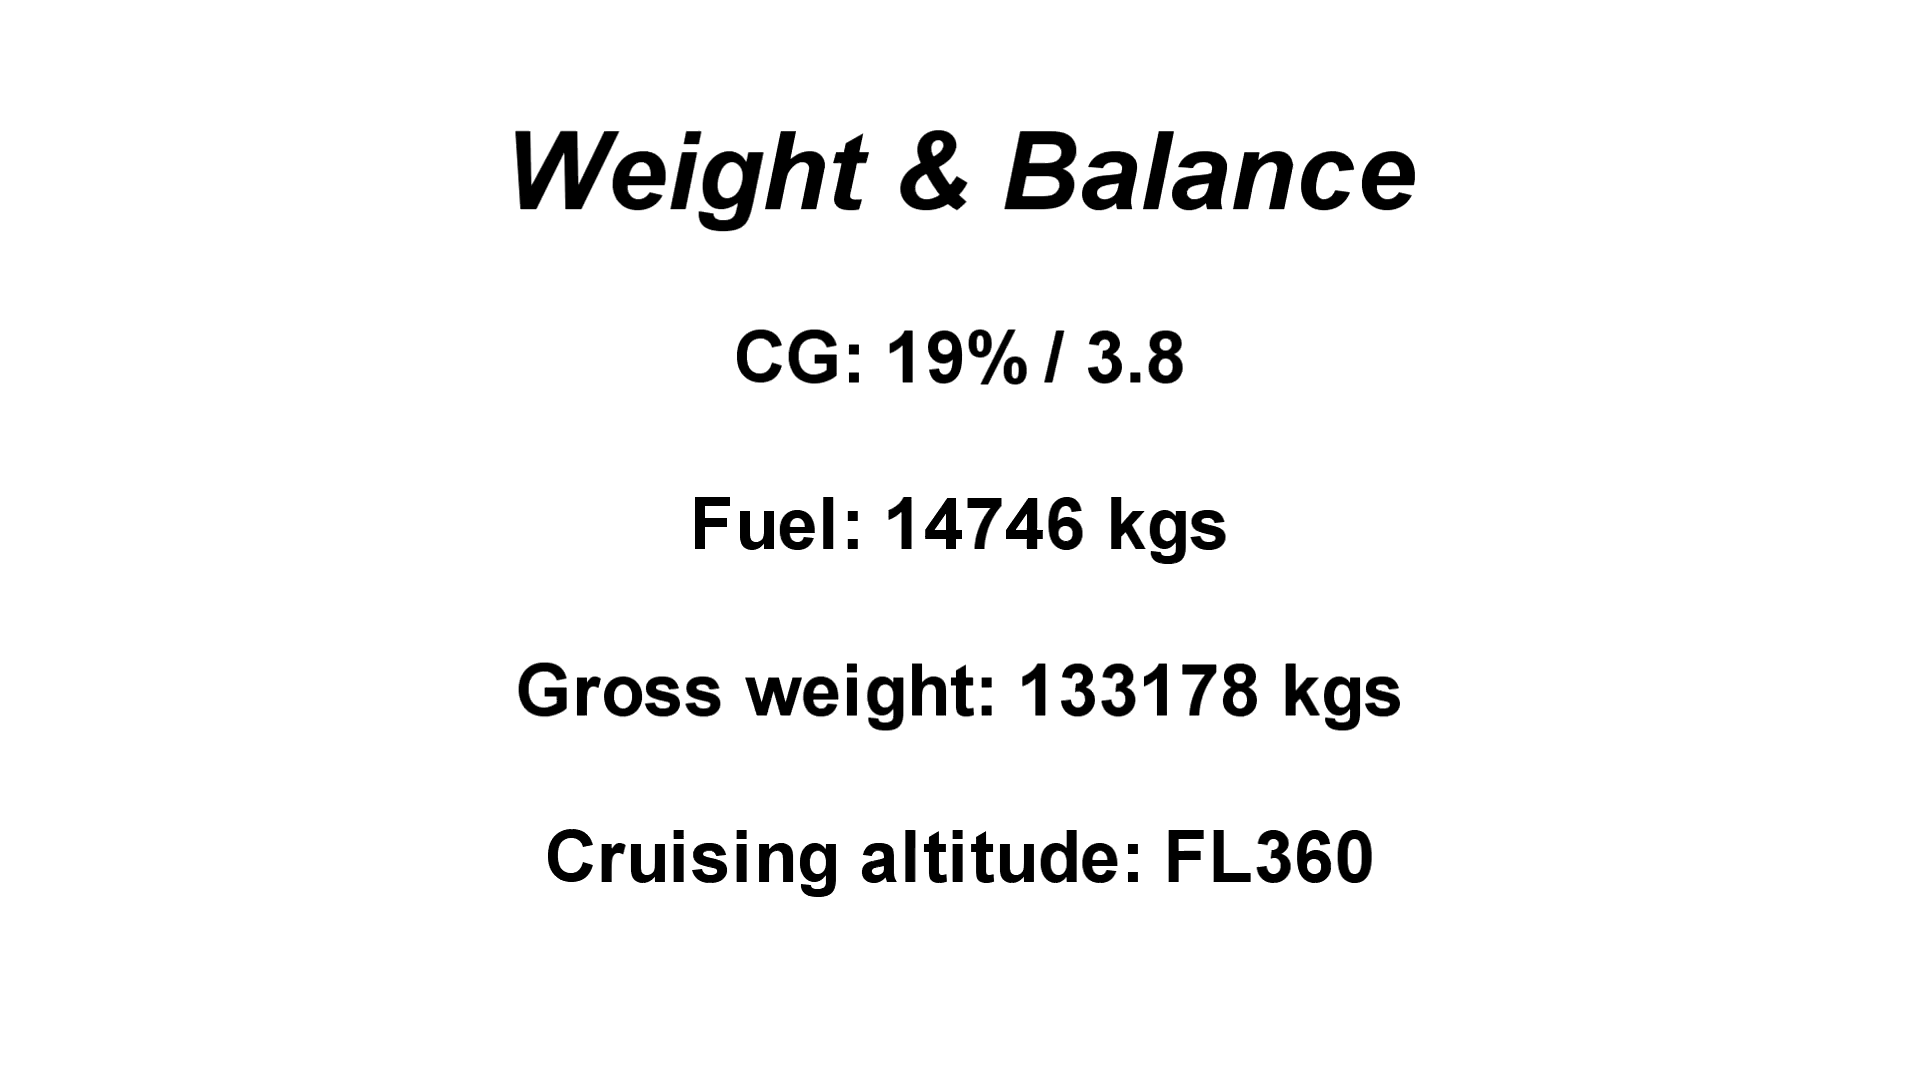 Weight & Balance
CG: 19% / 3.8
Fuel: 14746 kgs
Gross weight: 133178 kgs
Cruising altitude: FL360